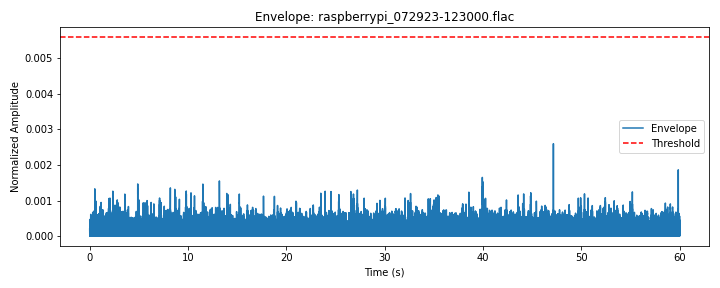 Envelope: raspberrypi_072923-123000.flac
Normalized Amplitude
0.005
0.004
0.003
0.002
0.001
0.000
Envelope
Threshold
0
10
20
30
40
50
60
Time (s)